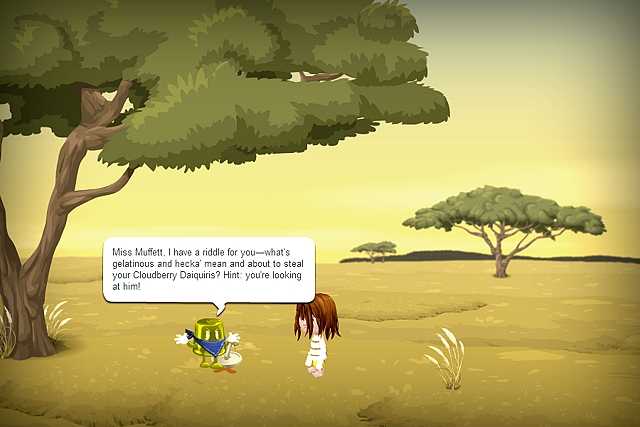 Miss Muffett, I have a riddle for you—what's
gelatinous and hecka' mean and about to steal
your Cloudberry Daiquiris? Hint: you're looking
at him!